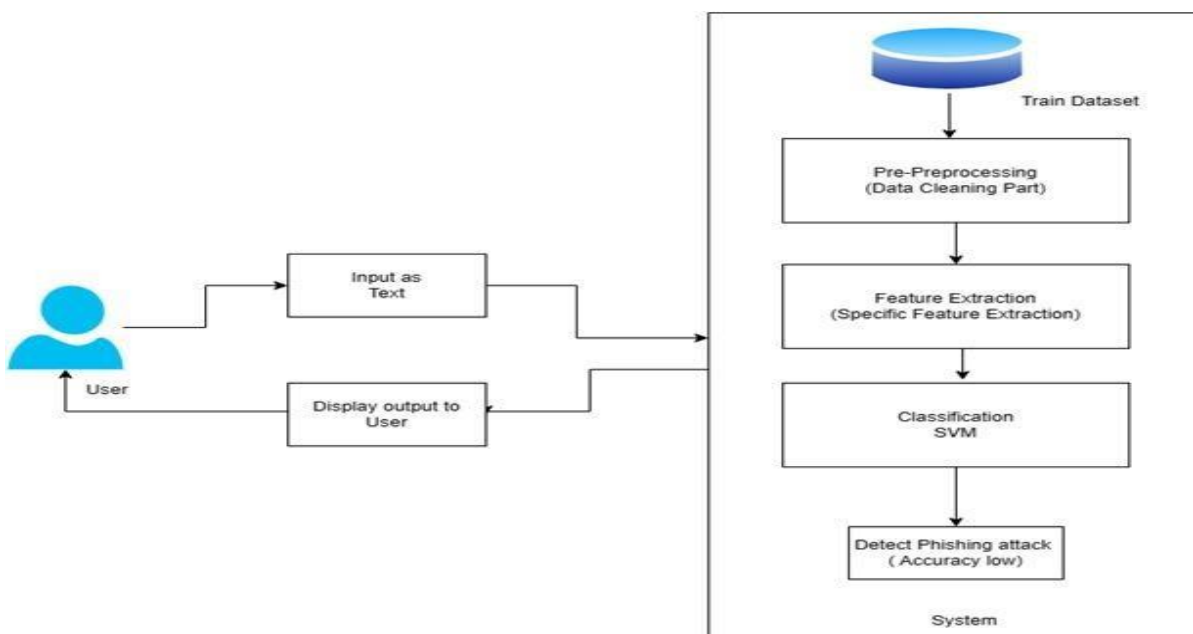 Train Dataset
Pre-Preprocessing
(Data Cleaning Part)
Input as
Text
Feature Extraction
(Specific Feature Extraction)
User
Display output to
User
Classification
SVM
Detect Phishing attack
( Accuracy low)
System